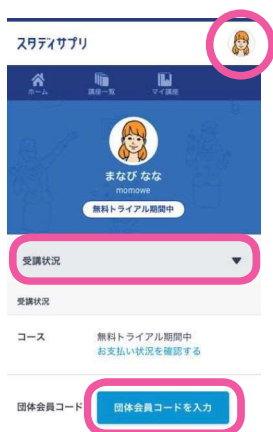 スタディサプリ
ホーム 講座一覧 マイ講座
まなび なな
momowe
無料トライアル期間中
受講状況 ▼
受講状況
コース 無料トライアル期間中
お支払い状況を確認する
団体会員コード 団体会員コードを入力